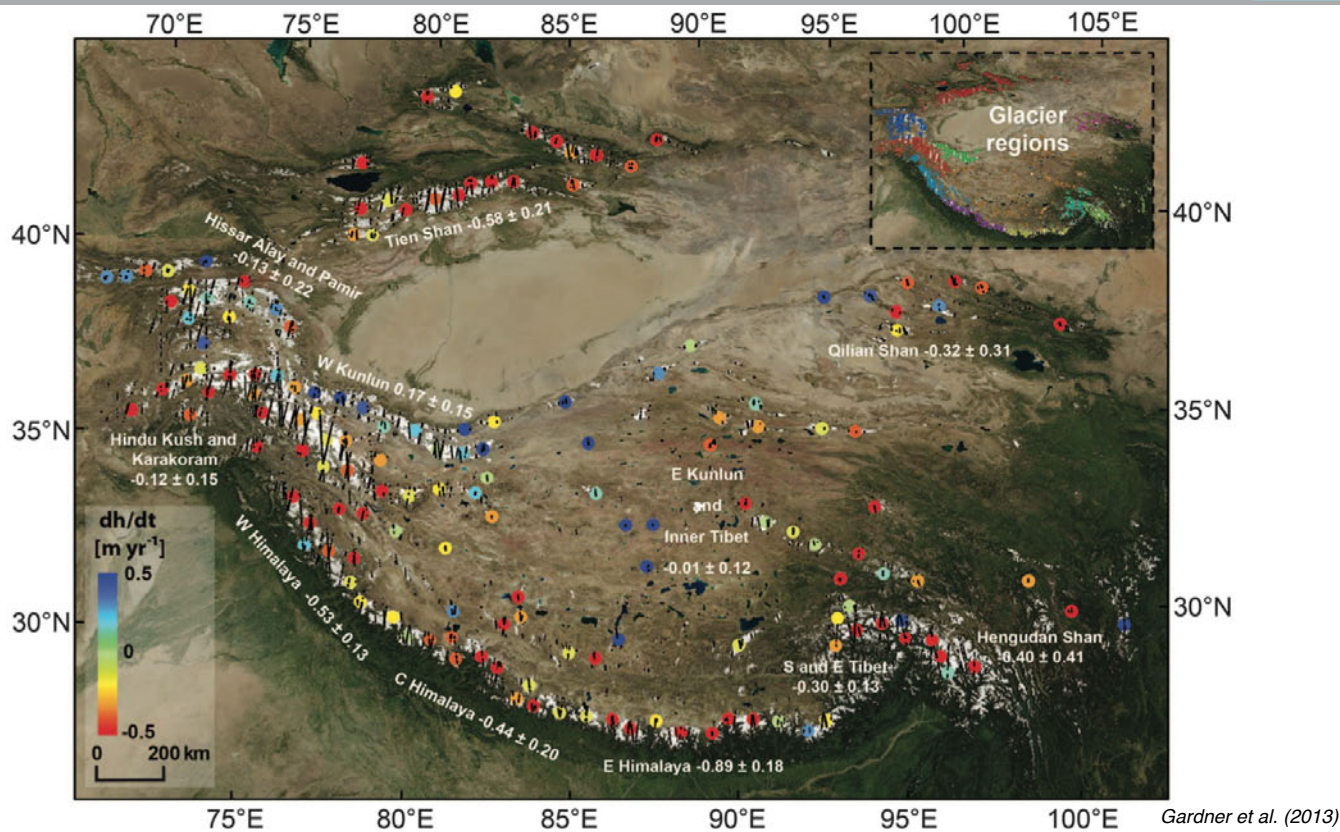 70°E 75°E 80°E 85°E 90°E 95°E 100°E 105°E
Glacier
regions
40°N
40°N
Tien Shan -0.58 ± 0.21
Hissar Alay and Pamir
-0.13 ± 0.22
Qilian Shan -0.32 ± 0.31
W Kunlun 0.17 ± 0.15
35°N
35°N
Hindu Kush and
Karakoram
-0.12 ± 0.15
E Kunlun
and
Inner Tibet
-0.01 ± 0.12
dh/dt
[m yr⁻¹]
0.5
0
-0.5
0 200 km
W Himalaya -0.53 ± 0.13
30°N
30°N
Hengudan Shan
-0.40 ± 0.41
S and E Tibet
-0.30 ± 0.13
C Himalaya -0.44 ± 0.20
E Himalaya -0.89 ± 0.18
75°E 80°E 85°E 90°E 95°E 100°E
Gardner et al. (2013)